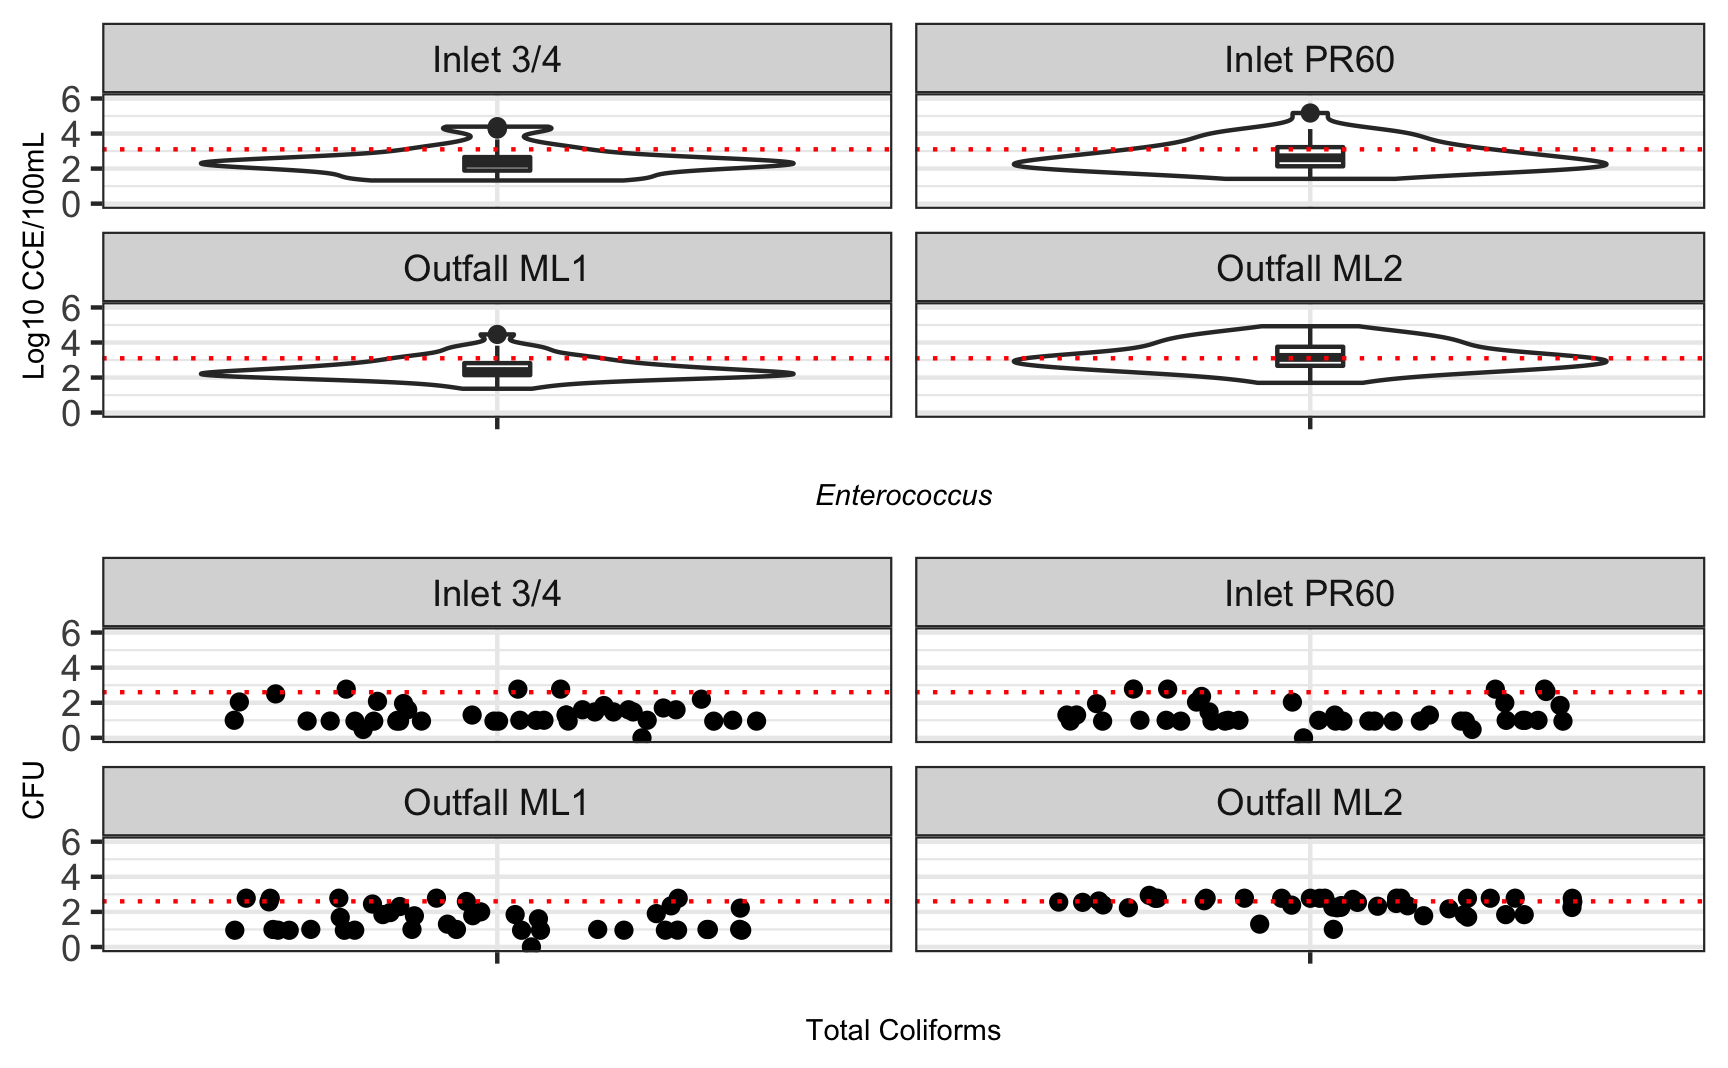 Inlet 3/4
Inlet PR60
6
4
2
0
Outfall ML1
Outfall ML2
6
4
2
0
Log10 CCE/100mL
Enterococcus
Inlet 3/4
Inlet PR60
6
4
2
0
Outfall ML1
Outfall ML2
6
4
2
0
CFU
Total Coliforms